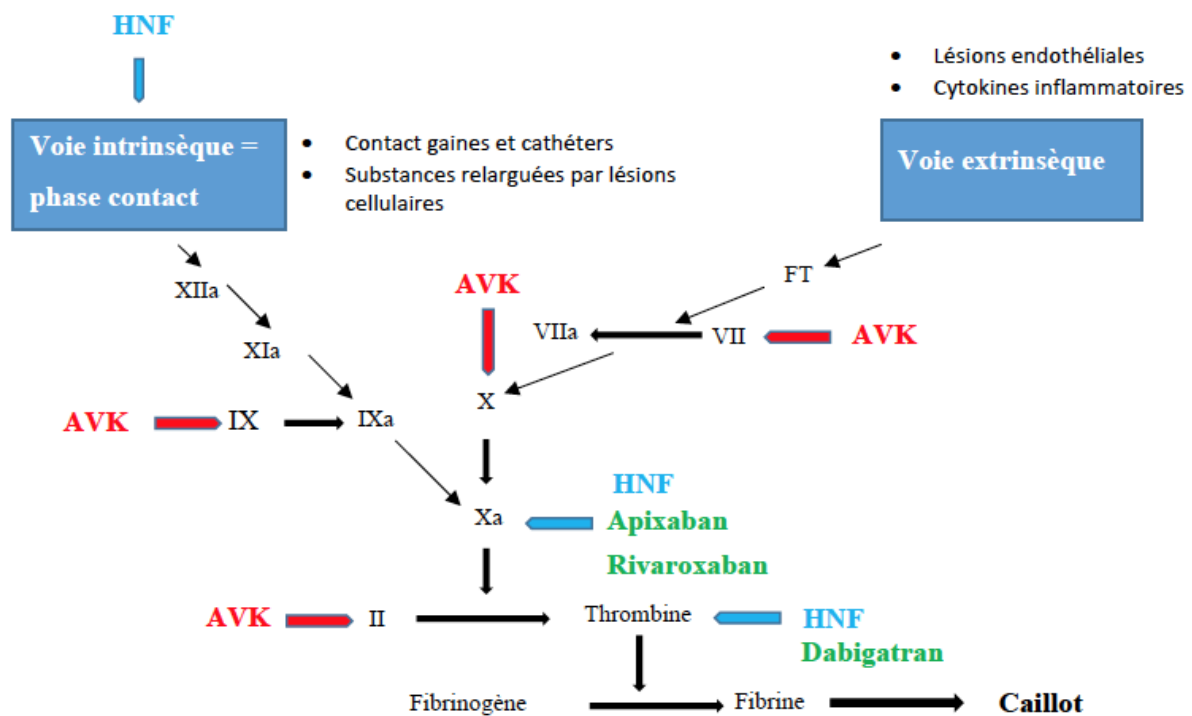 HNF
• Lésions endothéliales
• Cytokines inflammatoires
Voie intrinsèque =
phase contact
• Contact gaines et cathéters
• Substances relarguées par lésions
cellulaires
Voie extrinsèque
FT
XIIa
AVK
VIIa
VII
AVK
XIa
X
AVK
IX
IXa
HNF
Xa
Apixaban
Rivaroxaban
AVK
II
Thrombine
HNF
Dabigatran
Fibrinogène
Fibrine
Caillot